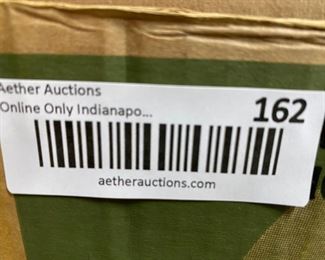 Aether Auctions
Online Only Indianapo...
162
aetherauctions.com